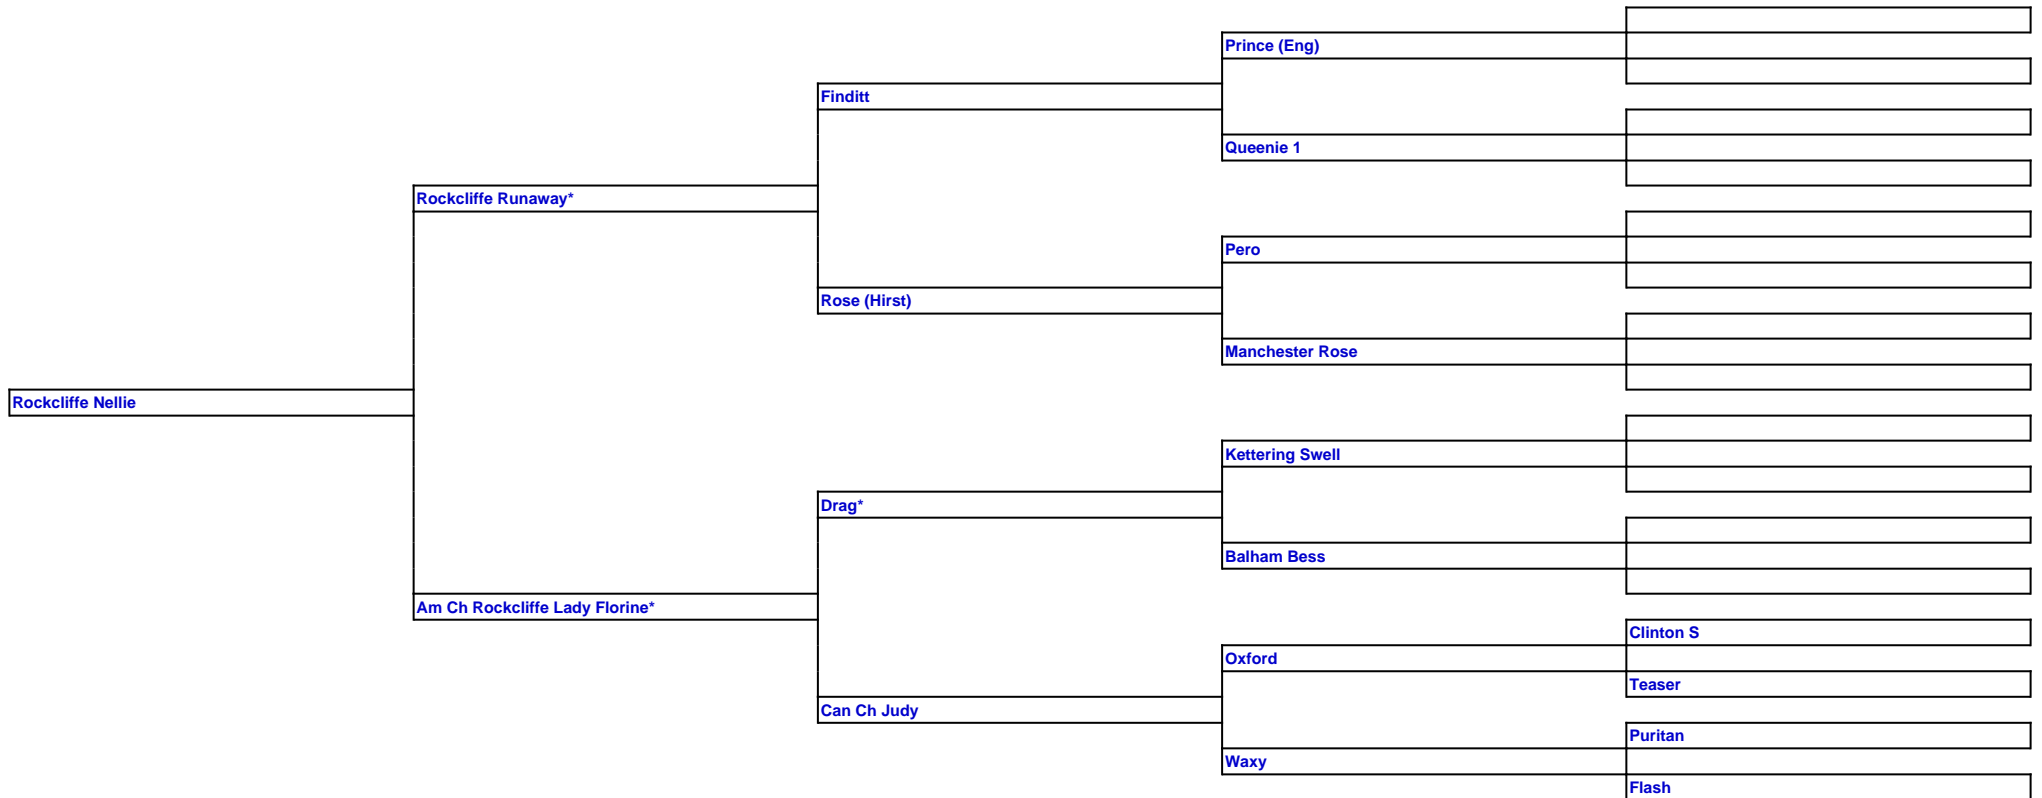 Prince (Eng)
Finditt
Queenie 1
Rockcliffe Runaway*
Pero
Rose (Hirst)
Manchester Rose
Rockcliffe Nellie
Kettering Swell
Drag*
Balham Bess
Am Ch Rockcliffe Lady Florine*
Clinton S
Oxford
Teaser
Can Ch Judy
Puritan
Waxy
Flash